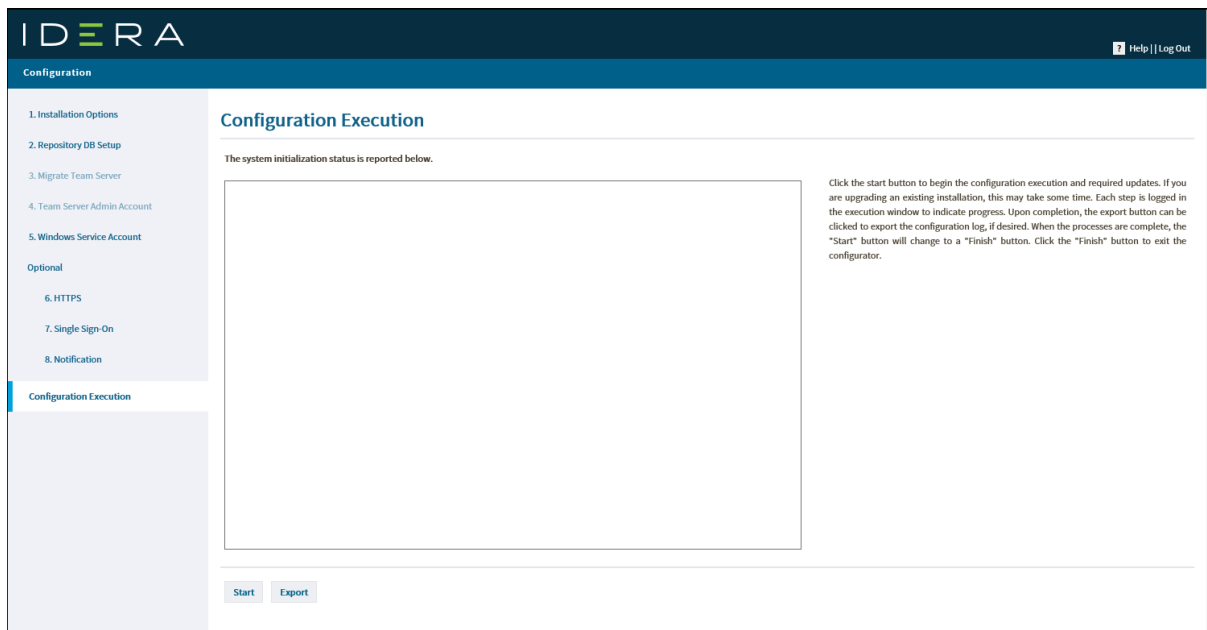 IDERA
? Help | | Log Out
Configuration
1. Installation Options
2. Repository DB Setup
3. Migrate Team Server
4. Team Server Admin Account
5. Windows Service Account
Optional
6. HTTPS
7. Single Sign-On
8. Notification
Configuration Execution
Configuration Execution
The system initialization status is reported below.
Click the start button to begin the configuration execution and required updates. If you
are upgrading an existing installation, this may take some time. Each step is logged in
the execution window to indicate progress. Upon completion, the export button can be
clicked to export the configuration log, if desired. When the processes are complete, the
"Start" button will change to a "Finish" button. Click the "Finish" button to exit the
configurator.
Start Export